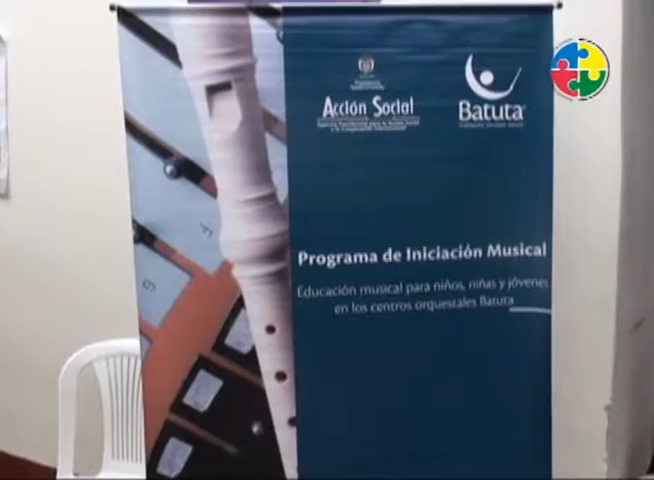 Acción Social
Batuta
Programa de Iniciación Musical
Educación musical para niños, niñas y jóvenes
en los centros orquestales Batuta
F
G